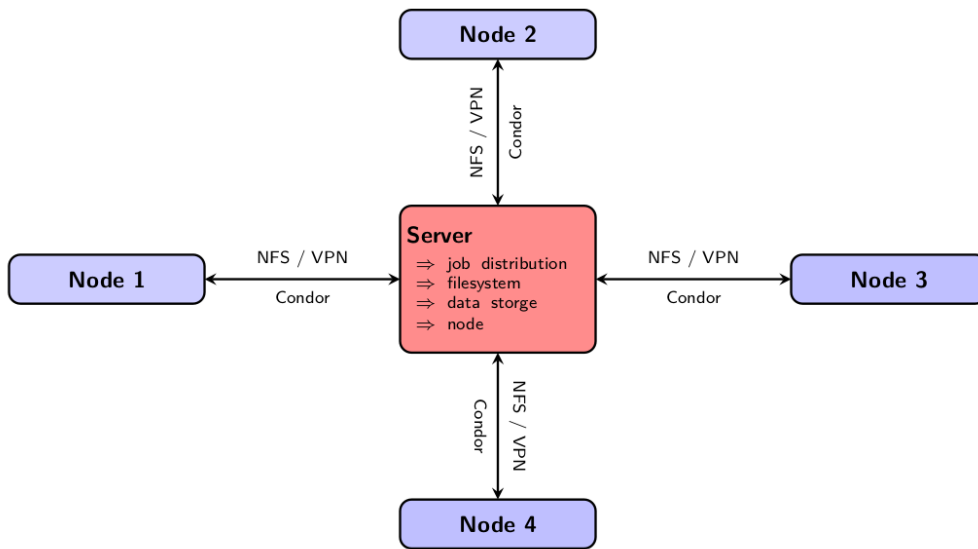 Node 2
NFS / VPN
Condor
Server
⇒ job distribution
⇒ filesystem
⇒ data storge
⇒ node
Node 1
NFS / VPN
Condor
NFS / VPN
Condor
Node 3
Condor
NFS / VPN
Node 4